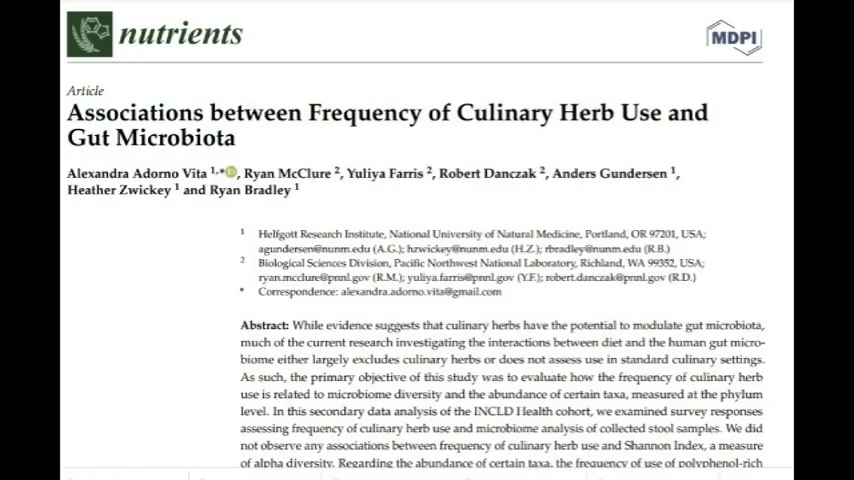 nutrients
MDPI
Article
Associations between Frequency of Culinary Herb Use and
Gut Microbiota
Alexandra Adorno Vita 1,*, Ryan McClure 2, Yuliya Farris 2, Robert Danczak 2, Anders Gundersen 1,
Heather Zwickey 1 and Ryan Bradley 1
1 Helfgott Research Institute, National University of Natural Medicine, Portland, OR 97201, USA;
agundersen@nunm.edu (A.G.); hzwickey@nunm.edu (H.Z.); rbradley@nunm.edu (R.B.)
2 Biological Sciences Division, Pacific Northwest National Laboratory, Richland, WA 99352, USA;
ryan.mcclure@pnnl.gov (R.M.); yuliya.farris@pnnl.gov (Y.F.); robert.danczak@pnnl.gov (R.D.)
* Correspondence: alexandra.adorno.vita@gmail.com
Abstract: While evidence suggests that culinary herbs have the potential to modulate gut microbiota,
much of the current research investigating the interactions between diet and the human gut micro-
biome either largely excludes culinary herbs or does not assess use in standard culinary settings.
As such, the primary objective of this study was to evaluate how the frequency of culinary herb
use is related to microbiome diversity and the abundance of certain taxa, measured at the phylum
level. In this secondary data analysis of the INCLD Health cohort, we examined survey responses
assessing frequency of culinary herb use and microbiome analysis of collected stool samples. We did
not observe any associations between frequency of culinary herb use and Shannon Index, a measure
of alpha diversity. Regarding the abundance of certain taxa, the frequency of use of polyphenol-rich